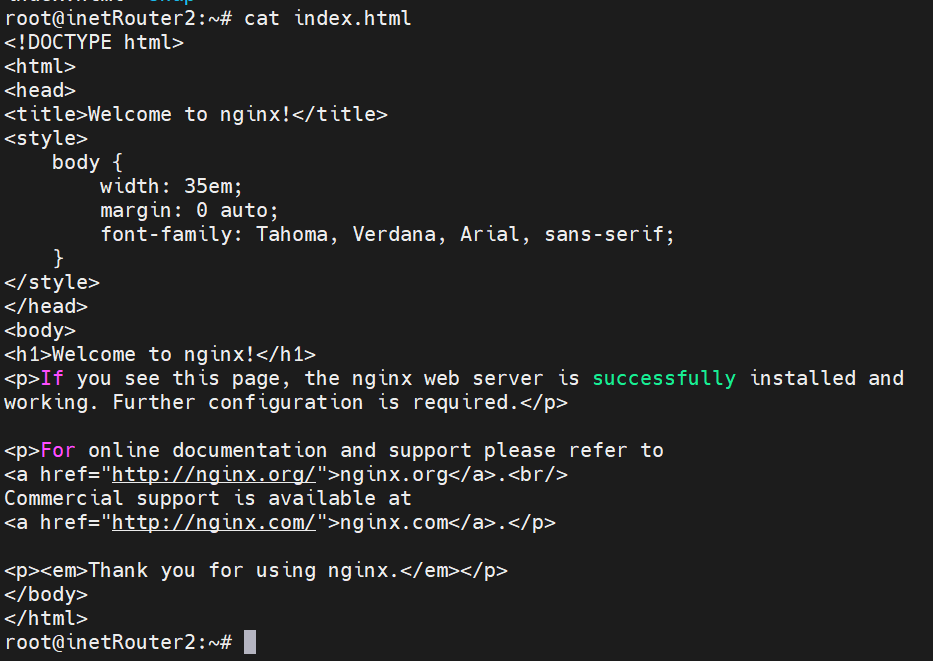 root@inetRouter2:~# cat index.html
<!DOCTYPE html>
<html>
<head>
<title>Welcome to nginx!</title>
<style>
    body {
        width: 35em;
        margin: 0 auto;
        font-family: Tahoma, Verdana, Arial, sans-serif;
    }
</style>
</head>
<body>
<h1>Welcome to nginx!</h1>
<p>If you see this page, the nginx web server is successfully installed and
working. Further configuration is required.</p>

<p>For online documentation and support please refer to
<a href="http://nginx.org/">nginx.org</a>.<br/>
Commercial support is available at
<a href="http://nginx.com/">nginx.com</a>.</p>

<p><em>Thank you for using nginx.</em></p>
</body>
</html>
root@inetRouter2:~#